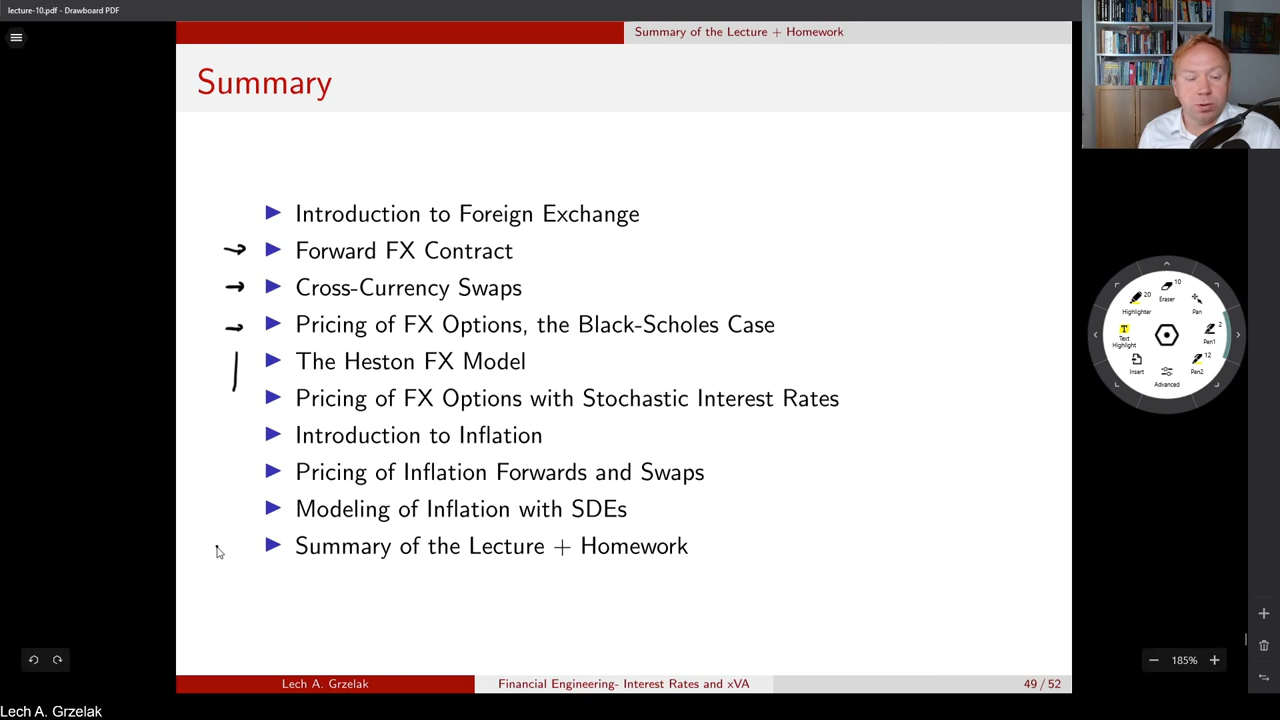 lecture-10.pdf - Drawboard PDF
Summary of the Lecture + Homework
Summary
Introduction to Foreign Exchange
Forward FX Contract
Cross-Currency Swaps
Pricing of FX Options, the Black-Scholes Case
The Heston FX Model
Pricing of FX Options with Stochastic Interest Rates
Introduction to Inflation
Pricing of Inflation Forwards and Swaps
Modeling of Inflation with SDEs
Summary of the Lecture + Homework
10
Eraser
20
Highlighter
Pan
T
Text
Highlight
2
Pen1
Insert
12
Pen2
Advanced
185%
Lech A. Grzelak
Financial Engineering- Interest Rates and xVA
49 / 52
Lech A. Grzelak